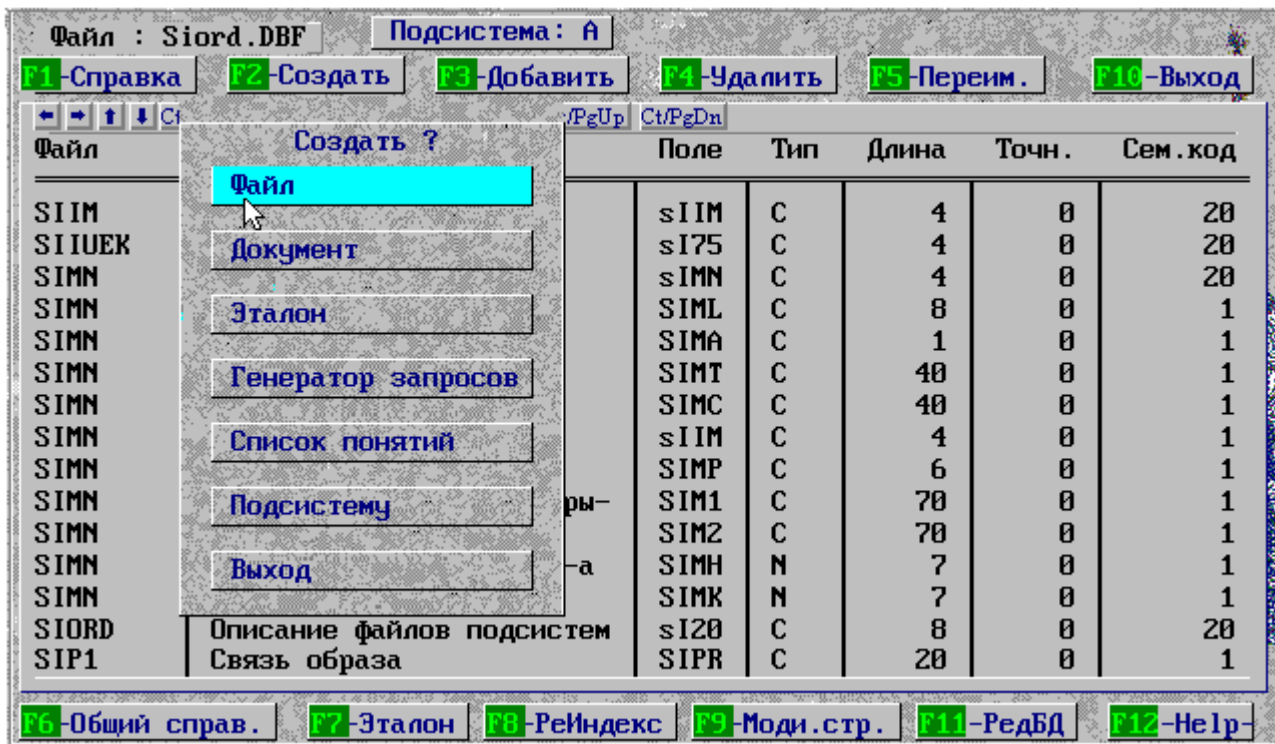 Файл : Siord.DBF Подсистема: А
F1-Справка F2-Создать F3-Добавить F4-Удалить F5-Переим. F10-Выход
/PgUp Ct/PgDn
Файл Поле Тип Длина Точн. Сем.код
Создать ?
Файл
Документ
Эталон
Генератор запросов
Список понятий
Подсистему
Выход
SIIM sIIM C 4 0 20
SIIUEK sI75 C 4 0 20
SIMN sIMN C 4 0 20
SIMN SIML C 8 0 1
SIMN SIMA C 1 0 1
SIMN SIMT C 40 0 1
SIMN SIMC C 40 0 1
SIMN sIIM C 4 0 1
SIMN SIMP C 6 0 1
SIMN ры- SIM1 C 70 0 1
SIMN SIM2 C 70 0 1
SIMN -а SIMH N 7 0 1
SIMN SIMK N 7 0 1
SIORD Описание файлов подсистем sI20 C 8 0 20
SIP1 Связь образа SIPR C 20 0 1
F6-Общий справ. F7-Эталон F8-РеИндекс F9-Моди.стр. F11-РедБД F12-Help-